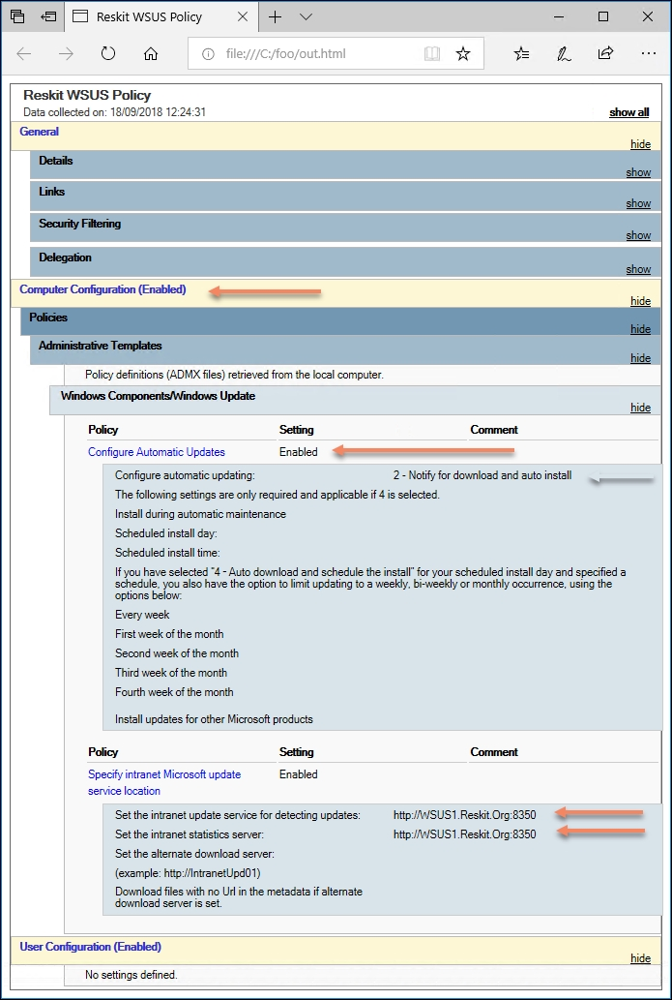 Reskit WSUS Policy
file:///C:/foo/out.html
Reskit WSUS Policy
Data collected on: 18/09/2018 12:24:31
show all
General
hide
Details
show
Links
show
Security Filtering
show
Delegation
show
Computer Configuration (Enabled)
hide
Policies
hide
Administrative Templates
hide
Policy definitions (ADMX files) retrieved from the local computer.
Windows Components/Windows Update
hide
Policy Setting Comment
Configure Automatic Updates Enabled
Configure automatic updating: 2 - Notify for download and auto install
The following settings are only required and applicable if 4 is selected.
Install during automatic maintenance
Scheduled install day:
Scheduled install time:
If you have selected "4 - Auto download and schedule the install" for your scheduled install day and specified a
schedule, you also have the option to limit updating to a weekly, bi-weekly or monthly occurrence, using the
options below:
Every week
First week of the month
Second week of the month
Third week of the month
Fourth week of the month
Install updates for other Microsoft products
Policy Setting Comment
Specify intranet Microsoft update Enabled
service location
Set the intranet update service for detecting updates: http://WSUS1.Reskit.Org:8350
Set the intranet statistics server: http://WSUS1.Reskit.Org:8350
Set the alternate download server:
(example: http://IntranetUpd01)
Download files with no Url in the metadata if alternate
download server is set.
User Configuration (Enabled)
hide
No settings defined.